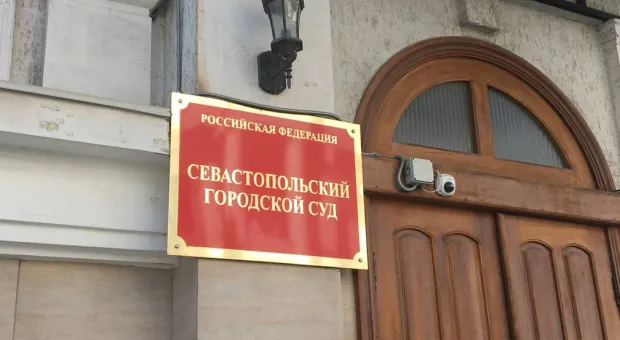 РОССИЙСКАЯ ФЕДЕРАЦИЯ
СЕВАСТОПОЛЬСКИЙ
ГОРОДСКОЙ СУД